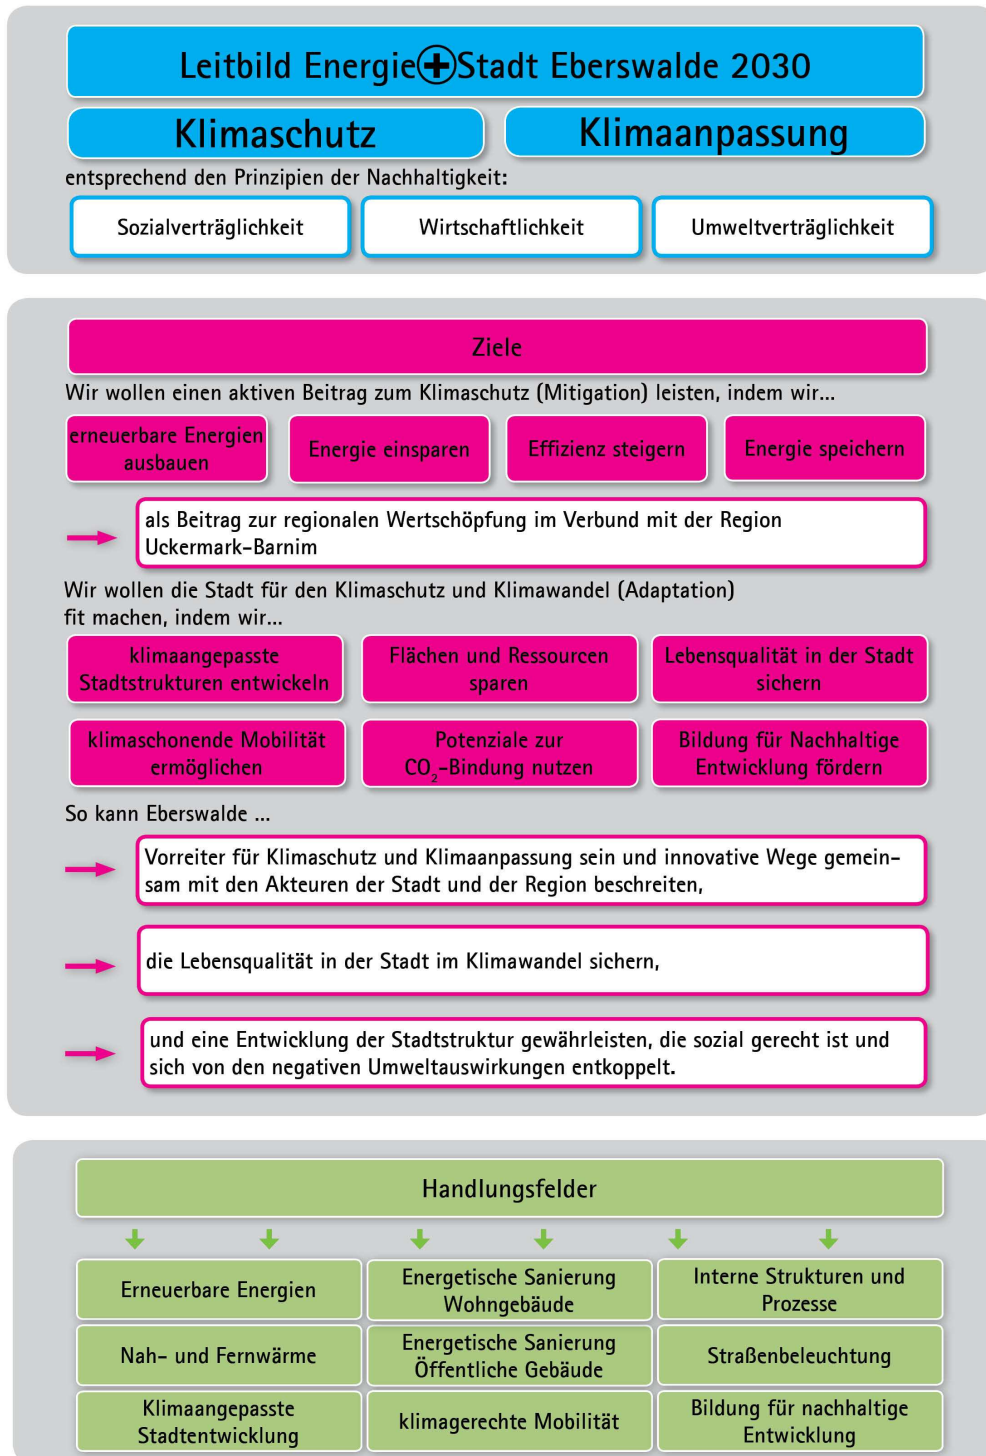 Leitbild Energie+Stadt Eberswalde 2030
Klimaschutz
Klimaanpassung
entsprechend den Prinzipien der Nachhaltigkeit:
Sozialverträglichkeit
Wirtschaftlichkeit
Umweltverträglichkeit
Ziele
Wir wollen einen aktiven Beitrag zum Klimaschutz (Mitigation) leisten, indem wir...
erneuerbare Energien
ausbauen
Energie einsparen
Effizienz steigern
Energie speichern
als Beitrag zur regionalen Wertschöpfung im Verbund mit der Region
Uckermark-Barnim
Wir wollen die Stadt für den Klimaschutz und Klimawandel (Adaptation)
fit machen, indem wir...
klimaangepasste
Stadtstrukturen entwickeln
Flächen und Ressourcen
sparen
Lebensqualität in der Stadt
sichern
klimaschonende Mobilität
ermöglichen
Potenziale zur
CO₂-Bindung nutzen
Bildung für Nachhaltige
Entwicklung fördern
So kann Eberswalde ...
Vorreiter für Klimaschutz und Klimaanpassung sein und innovative Wege gemein-
sam mit den Akteuren der Stadt und der Region beschreiten,
die Lebensqualität in der Stadt im Klimawandel sichern,
und eine Entwicklung der Stadtstruktur gewährleisten, die sozial gerecht ist und
sich von den negativen Umweltauswirkungen entkoppelt.
Handlungsfelder
Erneuerbare Energien
Energetische Sanierung
Wohngebäude
Interne Strukturen und
Prozesse
Nah- und Fernwärme
Energetische Sanierung
Öffentliche Gebäude
Straßenbeleuchtung
Klimaangepasste
Stadtentwicklung
klimagerechte Mobilität
Bildung für nachhaltige
Entwicklung